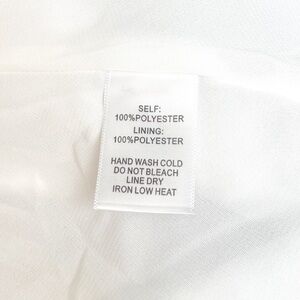 SELF:
100%POLYESTER
LINING:
100%POLYESTER
HAND WASH COLD
DO NOT BLEACH
LINE DRY
IRON LOW HEAT